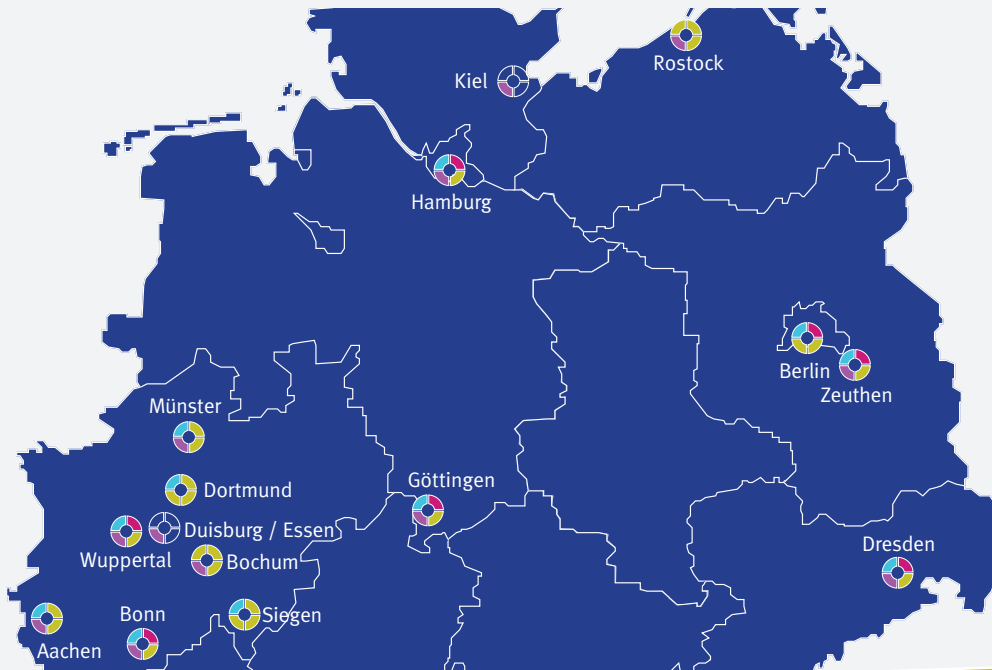 Rostock
Kiel
Hamburg
Berlin
Zeuthen
Münster
Göttingen
Dortmund
Duisburg / Essen
Dresden
Wuppertal
Bochum
Bonn
Siegen
Aachen